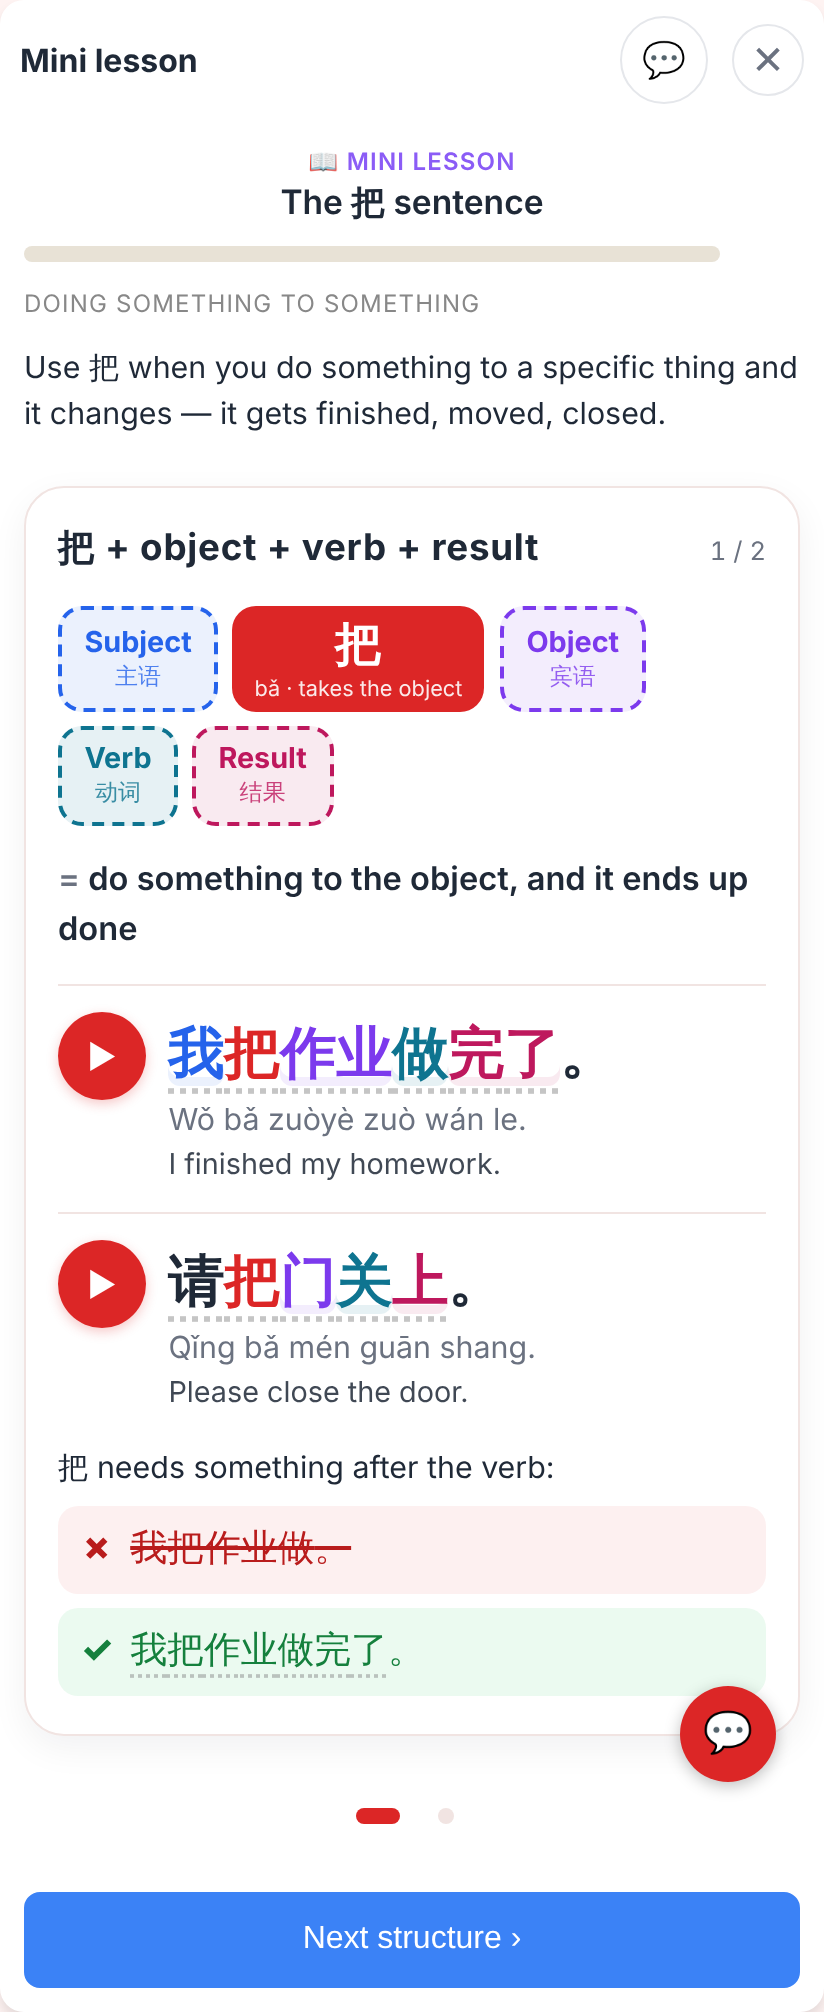 Mini lesson
📖 MINI LESSON
The 把 sentence
DOING SOMETHING TO SOMETHING
Use 把 when you do something to a specific thing and
it changes — it gets finished, moved, closed.
把 + object + verb + result
1 / 2
Subject
主语
把
bǎ · takes the object
Object
宾语
Verb
动词
Result
结果
= do something to the object, and it ends up
done
我把作业做完了。
Wǒ bǎ zuòyè zuò wán le.
I finished my homework.
请把门关上。
Qǐng bǎ mén guān shang.
Please close the door.
把 needs something after the verb:
✖ 我把作业做。
✔ 我把作业做完了。
Next structure ›